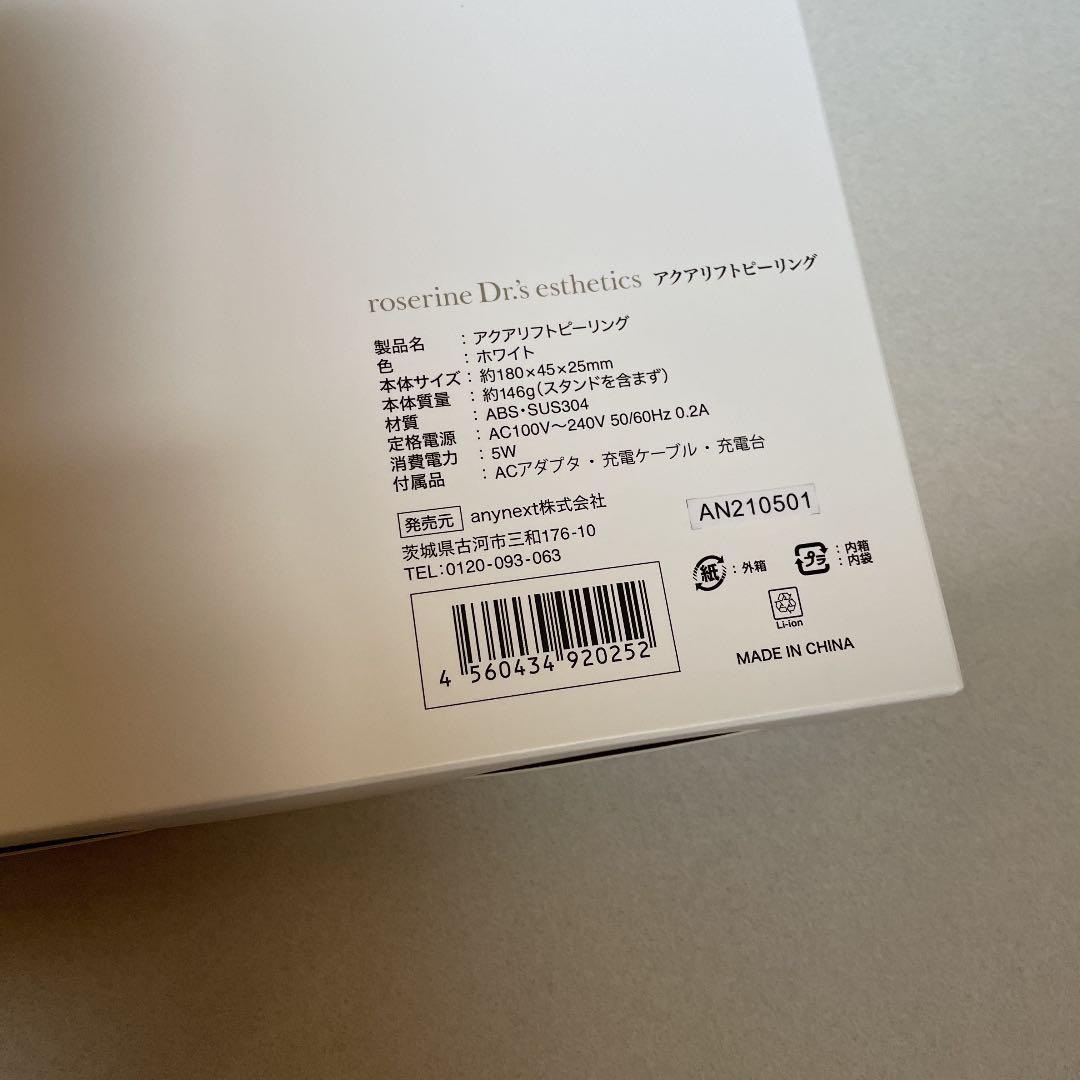 roserine Dr.'s esthetics アクアリフトピーリング
製品名 : アクアリフトピーリング
色 : ホワイト
本体サイズ : 約180×45×25mm
本体質量 : 約146g(スタンドを含まず)
材質 : ABS・SUS304
定格電源 : AC100V〜240V 50/60Hz 0.2A
消費電力 : 5W
付属品 : ACアダプタ・充電ケーブル・充電台
発売元 anynext株式会社
茨城県古河市三和176-10
TEL:0120-093-063
AN210501
紙 : 外箱
プラ : 内箱
: 内袋
Li-ion
MADE IN CHINA
4 560434 920252